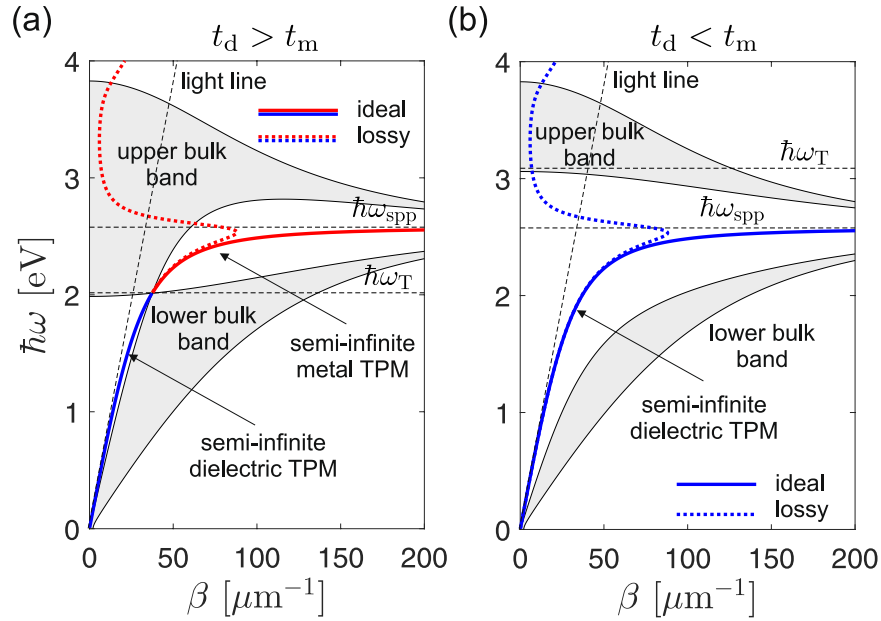 (a)
t_d > t_m
4
3
2
1
0
ħω [eV]
0
50
100
150
200
β [μm⁻¹]
light line
ideal
lossy
upper bulk
band
ħω_spp
ħω_T
lower bulk
band
semi-infinite
metal TPM
semi-infinite
dielectric TPM
(b)
t_d < t_m
4
3
2
1
0
0
50
100
150
200
β [μm⁻¹]
light line
upper bulk
band
ħω_T
ħω_spp
lower bulk
band
semi-infinite
dielectric TPM
ideal
lossy